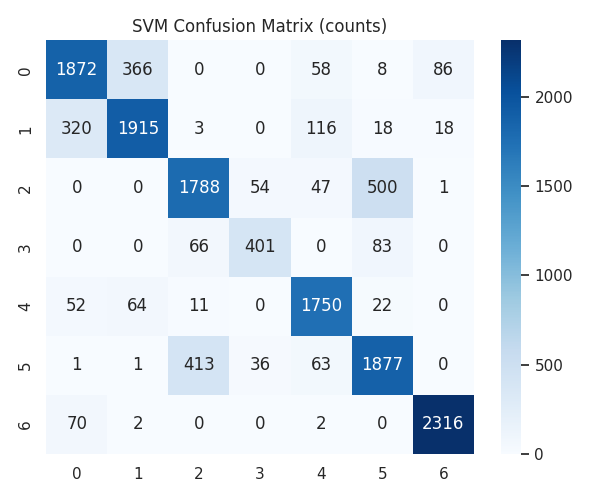 SVM Confusion Matrix (counts)
0 1872 366 0 0 58 8 86
1 320 1915 3 0 116 18 18
2 0 0 1788 54 47 500 1
3 0 0 66 401 0 83 0
4 52 64 11 0 1750 22 0
5 1 1 413 36 63 1877 0
6 70 2 0 0 2 0 2316
0 1 2 3 4 5 6
2000
1500
1000
500
0